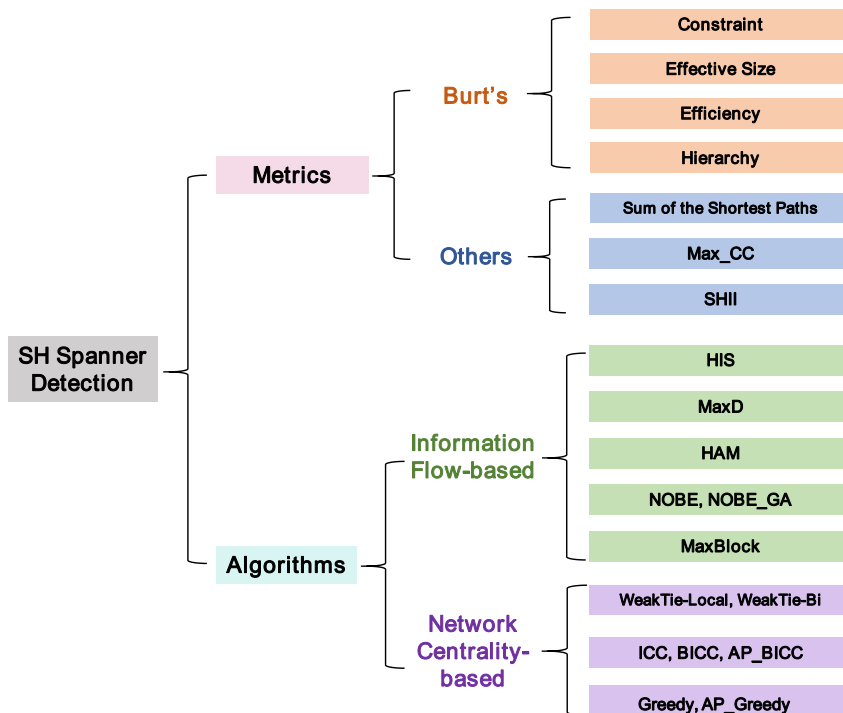 SH Spanner
Detection
Metrics
Burt's
Constraint
Effective Size
Efficiency
Hierarchy
Others
Sum of the Shortest Paths
Max_CC
SHII
Algorithms
Information
Flow-based
HIS
MaxD
HAM
NOBE, NOBE_GA
MaxBlock
Network
Centrality-
based
WeakTie-Local, WeakTie-Bi
ICC, BICC, AP_BICC
Greedy, AP_Greedy